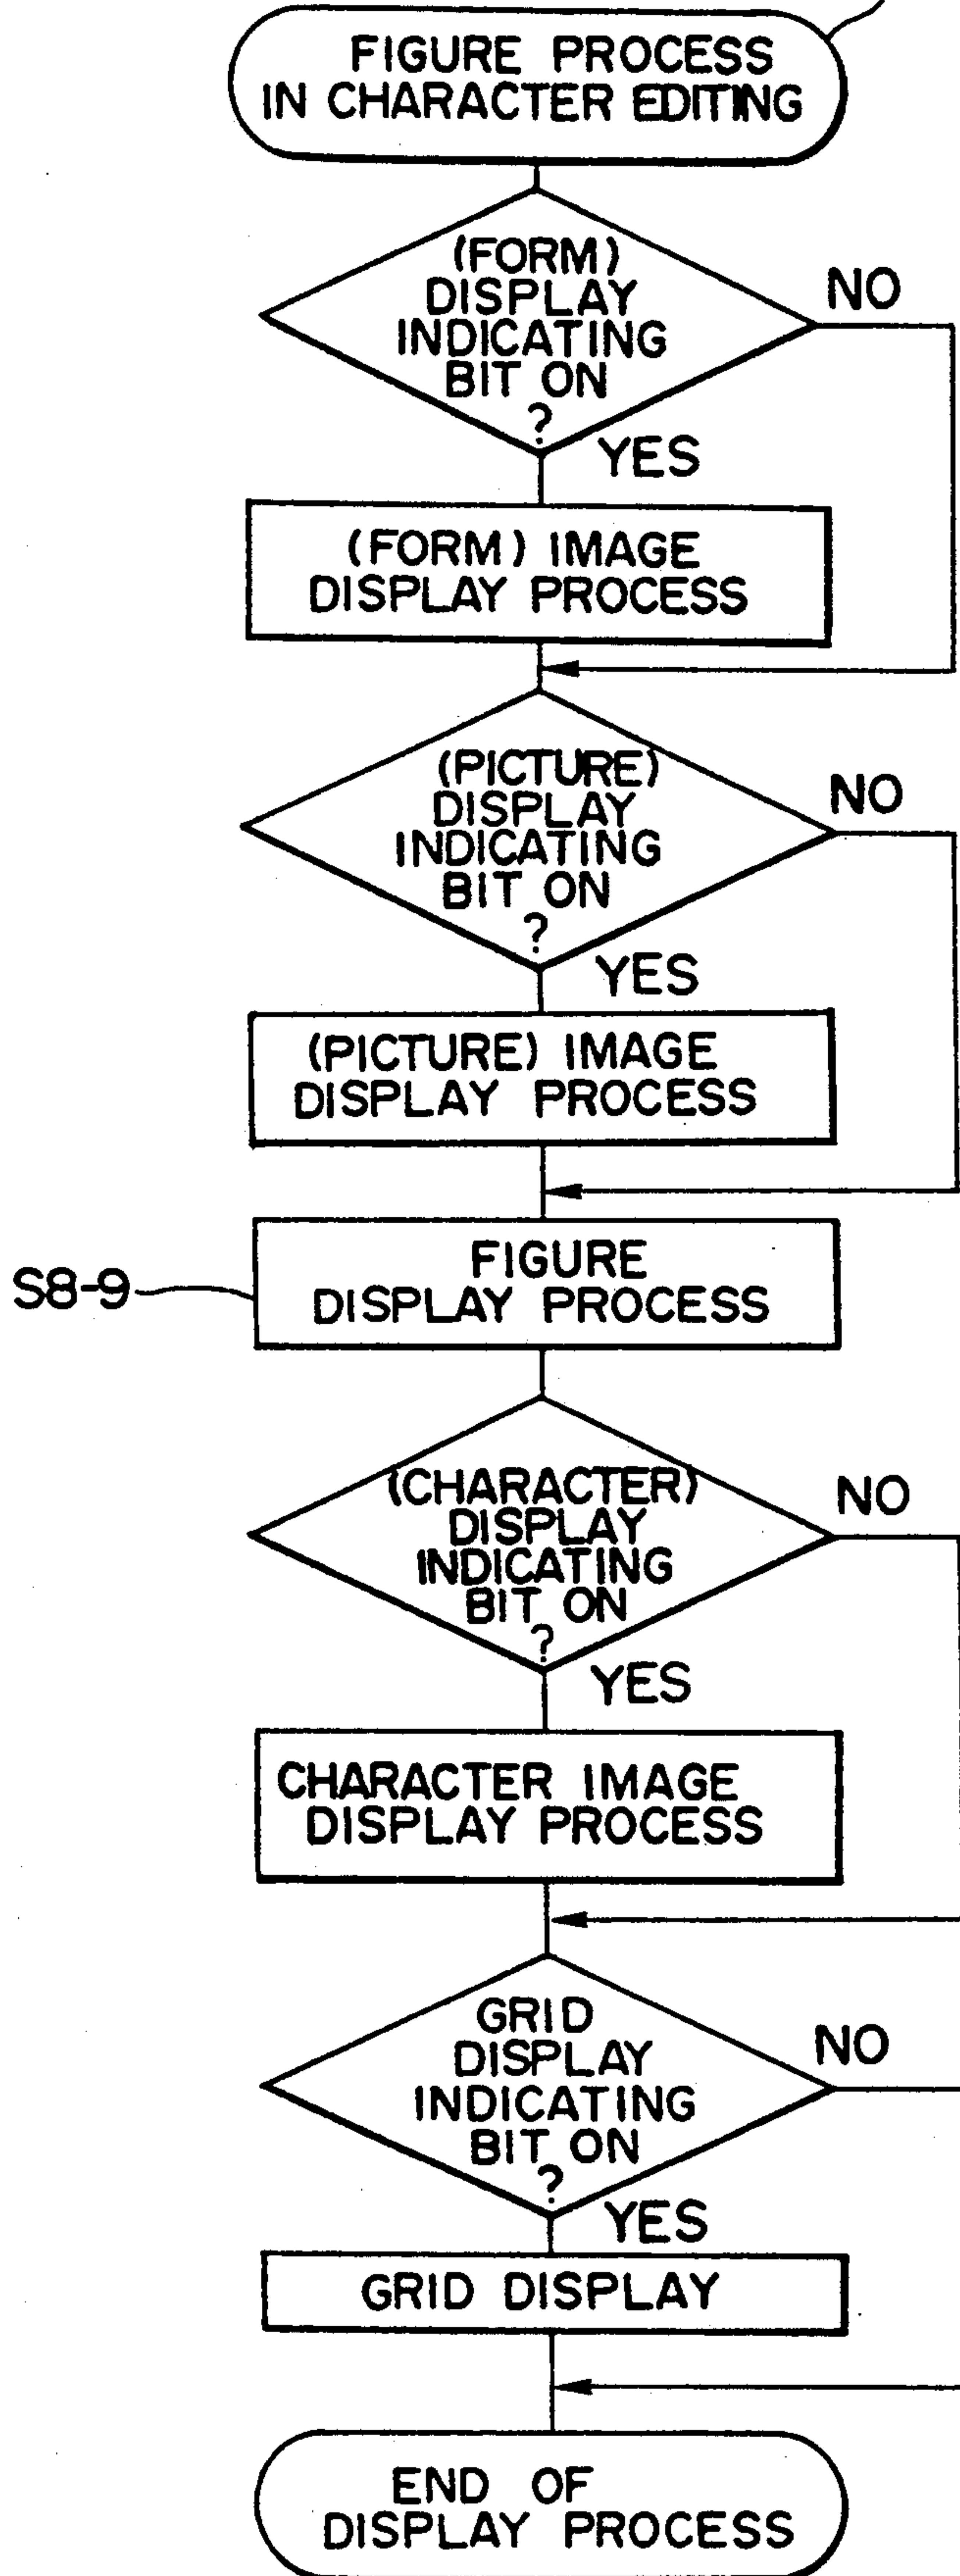 FIGURE PROCESS
IN CHARACTER EDITING
(FORM)
DISPLAY
INDICATING
BIT ON
?
NO
YES
(FORM) IMAGE
DISPLAY PROCESS
(PICTURE)
DISPLAY
INDICATING
BIT ON
?
NO
YES
(PICTURE) IMAGE
DISPLAY PROCESS
S8-9
FIGURE
DISPLAY PROCESS
(CHARACTER)
DISPLAY
INDICATING
BIT ON
?
NO
YES
CHARACTER IMAGE
DISPLAY PROCESS
GRID
DISPLAY
INDICATING
BIT ON
?
NO
YES
GRID DISPLAY
END OF
DISPLAY PROCESS